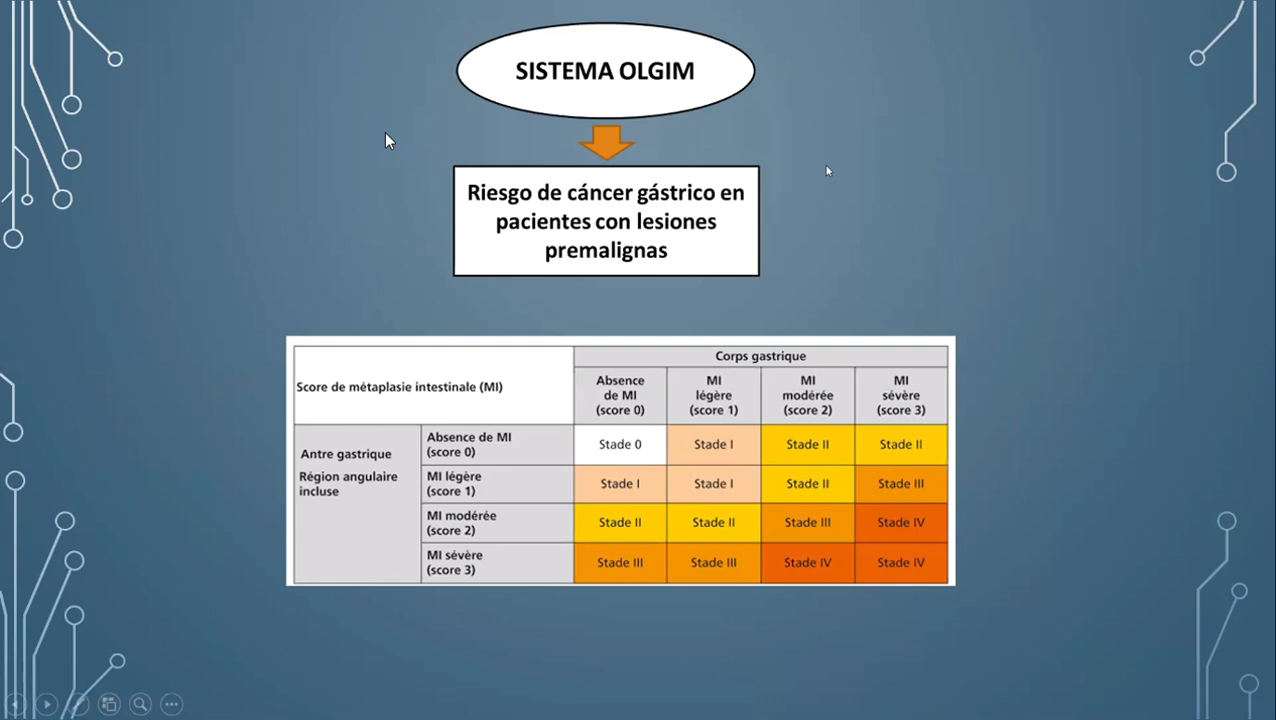 SISTEMA OLGIM
Riesgo de cáncer gástrico en
pacientes con lesiones
premalignas
Score de métaplasie intestinale (MI)
Corps gastrique
Absence
de MI
(score 0)
MI
légère
(score 1)
MI
modérée
(score 2)
MI
sévère
(score 3)
Antre gastrique
Région angulaire
incluse
Absence de MI
(score 0)
Stade 0
Stade I
Stade II
Stade II
MI légère
(score 1)
Stade I
Stade I
Stade II
Stade III
MI modérée
(score 2)
Stade II
Stade II
Stade III
Stade IV
MI sévère
(score 3)
Stade III
Stade III
Stade IV
Stade IV